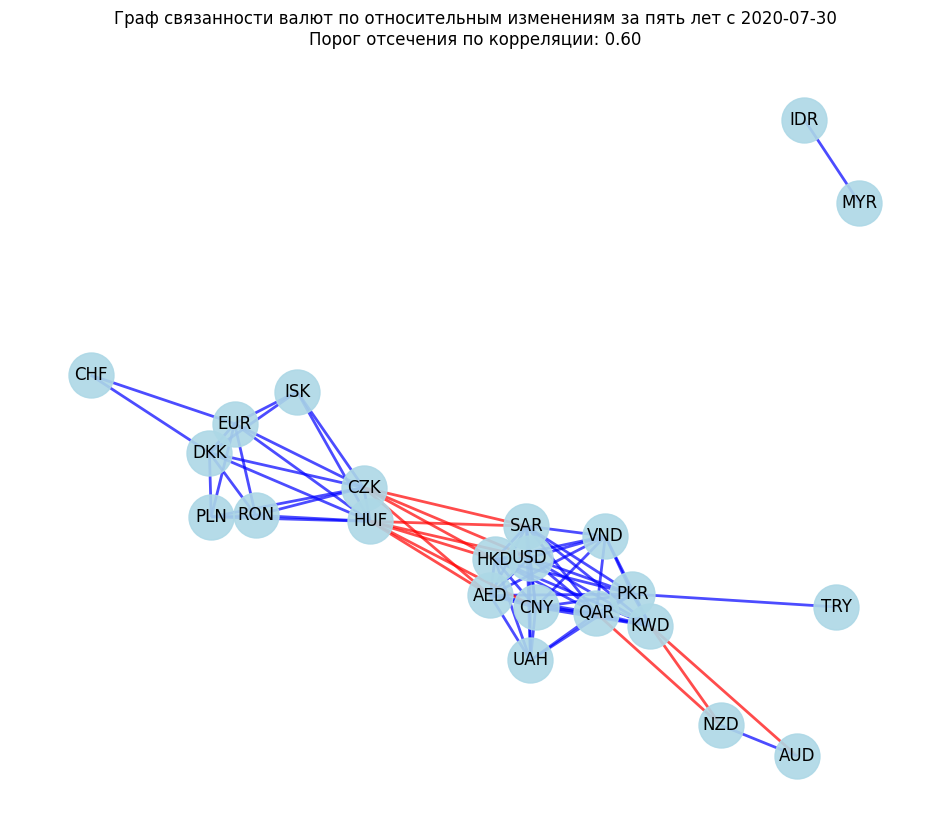 Граф связанности валют по относительным изменениям за пять лет с 2020-07-30
Порог отсечения по корреляции: 0.60
IDR
MYR
CHF
ISK
EUR
DKK
CZK
PLN
RON
HUF
SAR
VND
HKD
USD
AED
CNY
PKR
QAR
KWD
TRY
UAH
NZD
AUD